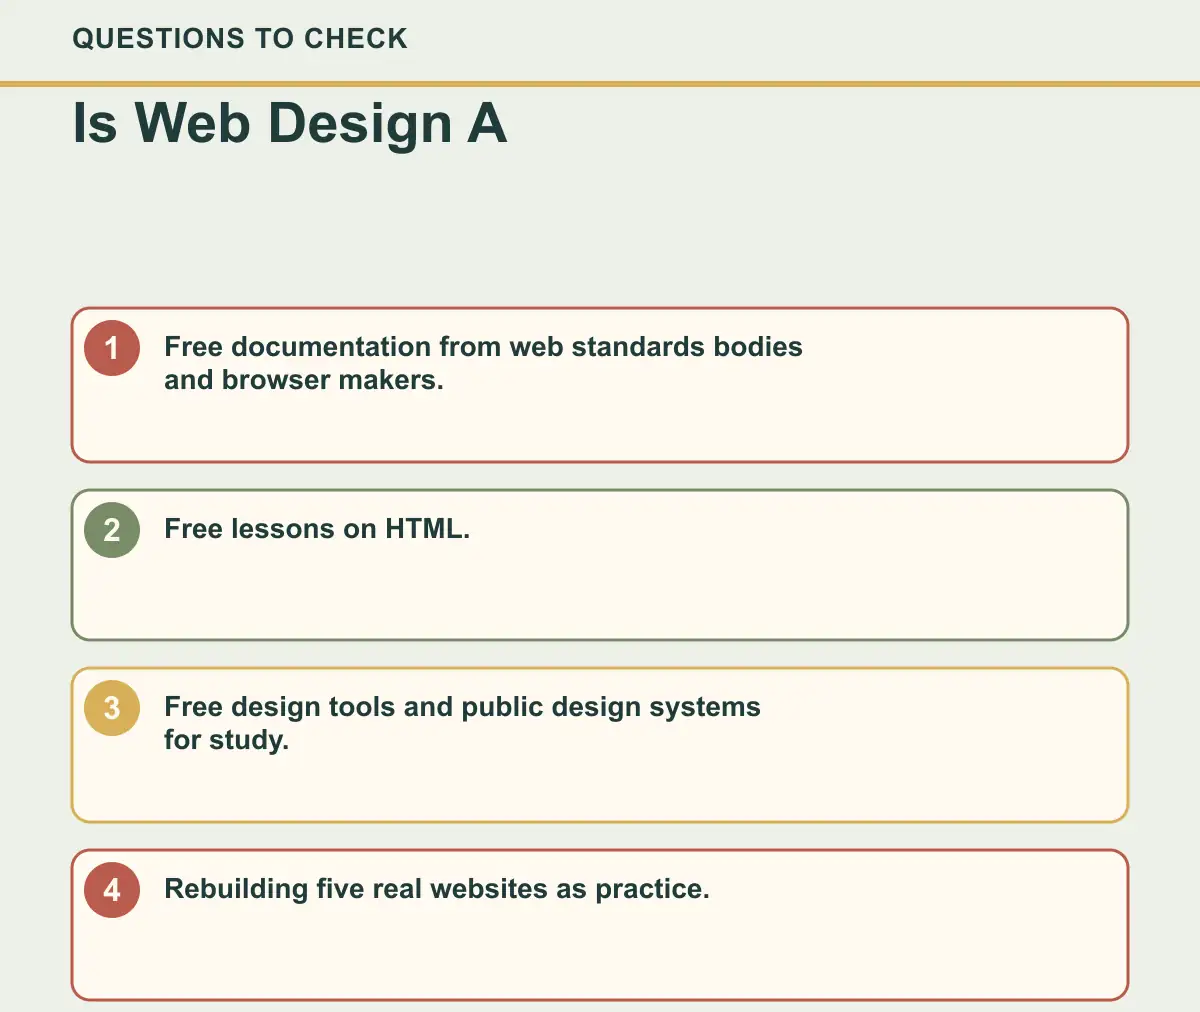 QUESTIONS TO CHECK
Is Web Design A
1
Free documentation from web standards bodies
and browser makers.
2
Free lessons on HTML.
3
Free design tools and public design systems
for study.
4
Rebuilding five real websites as practice.